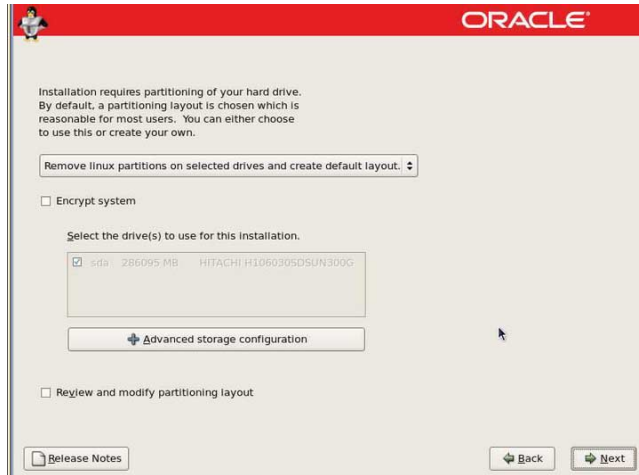 ORACLE®
Installation requires partitioning of your hard drive.
By default, a partitioning layout is chosen which is
reasonable for most users. You can either choose
to use this or create your own.
Remove linux partitions on selected drives and create default layout.
Encrypt system
Select the drive(s) to use for this installation.
sda 286095 MB HITACHI H106030SDSUN300G
Advanced storage configuration
Review and modify partitioning layout
Release Notes
Back
Next